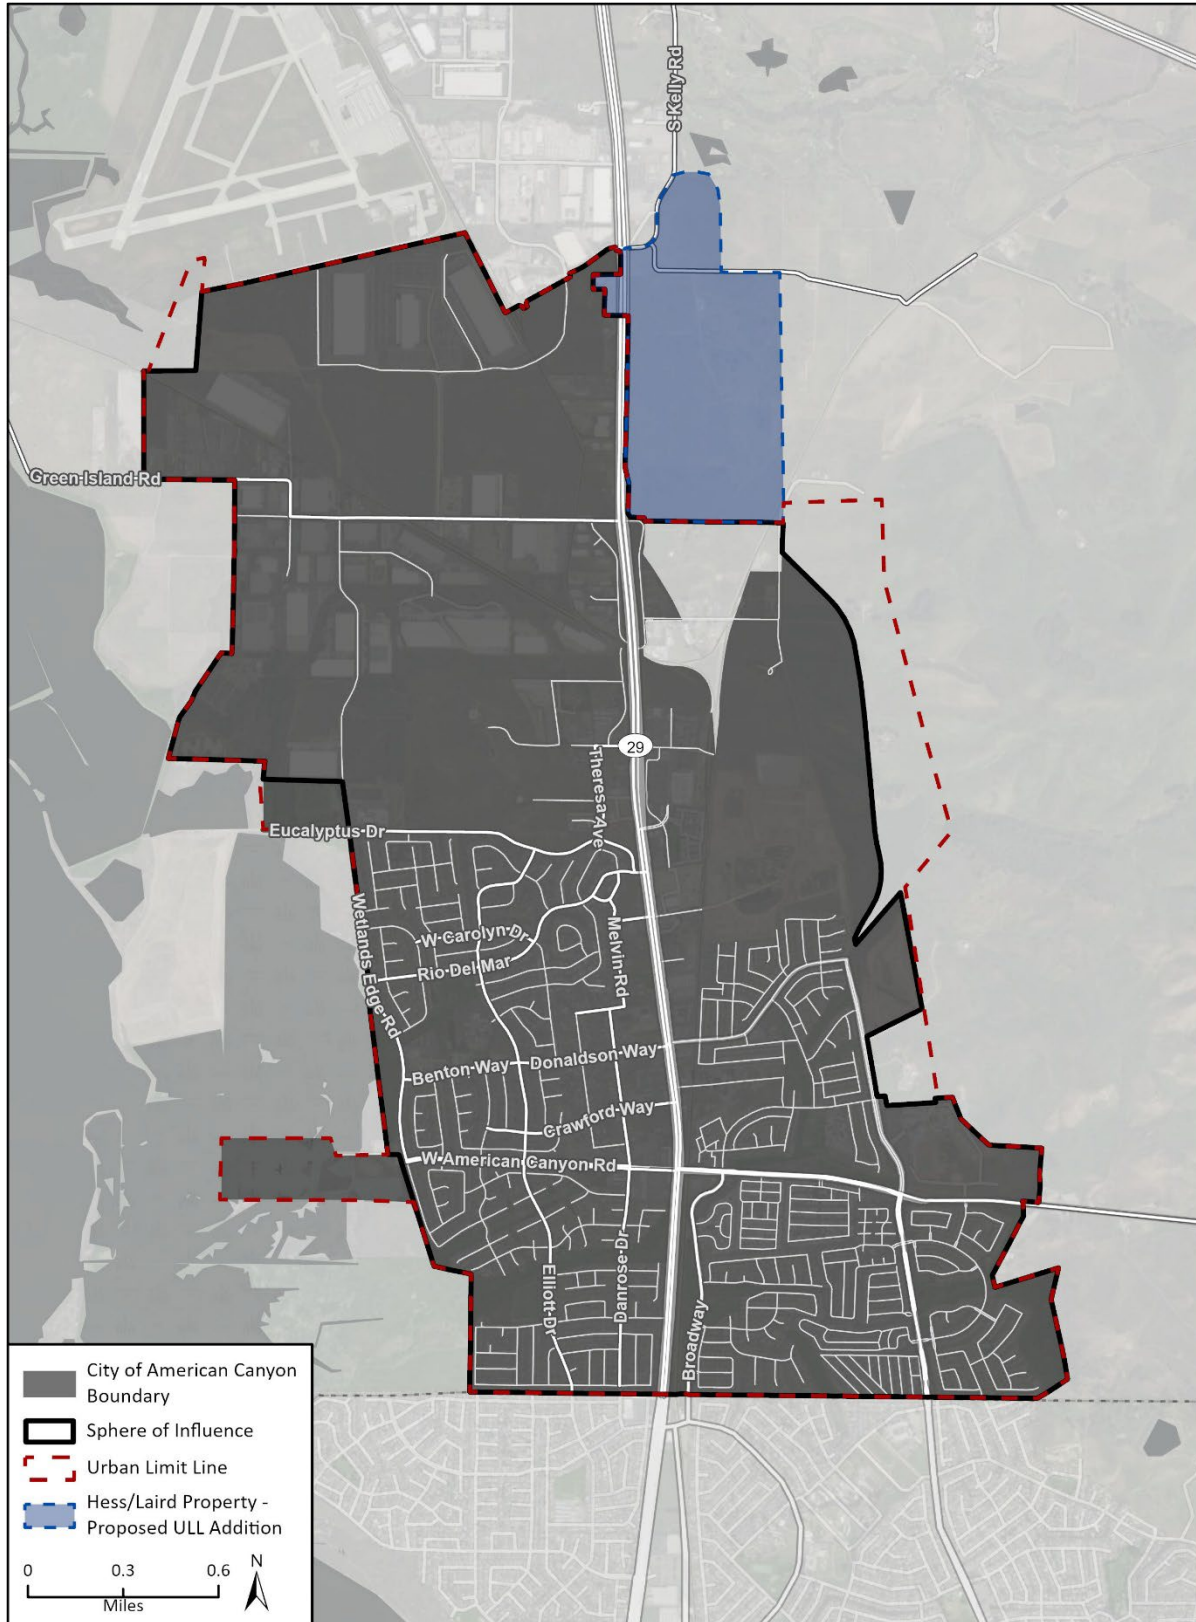 S Kelly Rd
Green Island Rd
29
Theresa Ave
Eucalyptus Dr
Wetlands Edge Rd
W Carolyn Dr
Melvin Rd
Rio Del Mar
Benton Way
Donaldson Way
Crawford Way
W American Canyon Rd
Elliott Dr
Danrose Dr
Broadway
City of American Canyon
Boundary
Sphere of Influence
Urban Limit Line
Hess/Laird Property -
Proposed ULL Addition
0 0.3 0.6
Miles
N